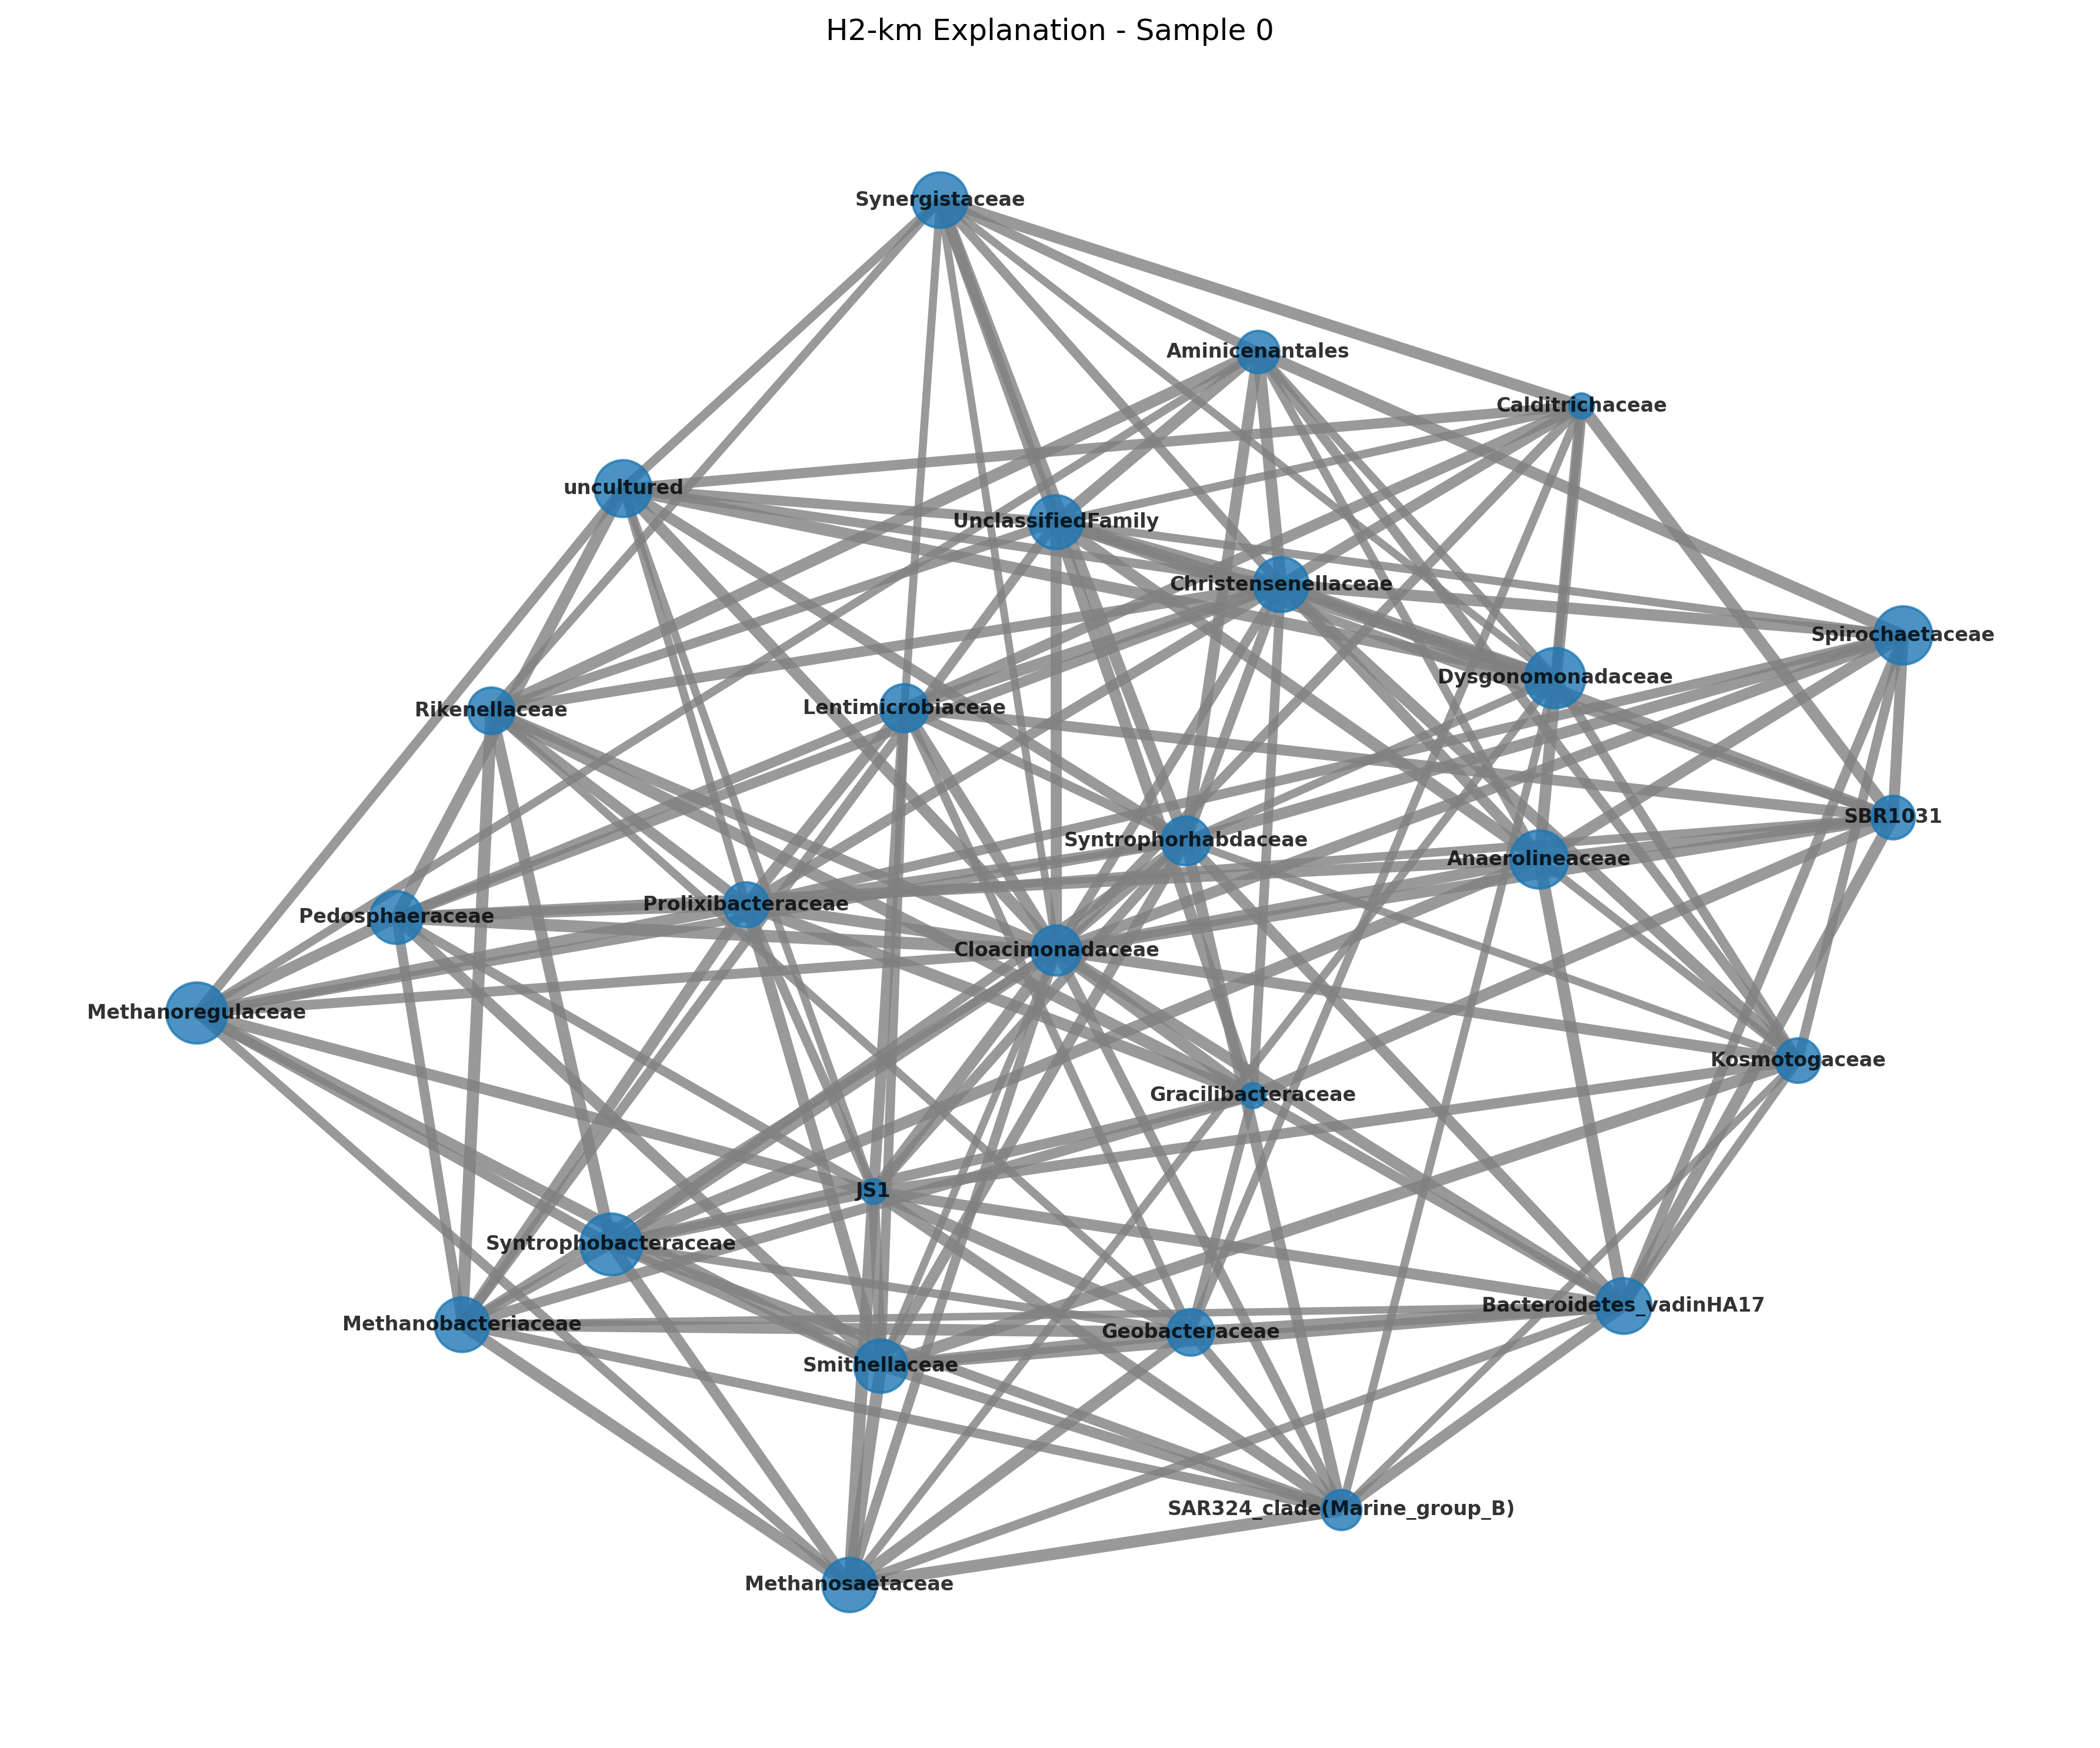 H2-km Explanation - Sample 0
Synergistaceae
Aminicenantales
Calditrichaceae
uncultured
UnclassifiedFamily
Christensenellaceae
Spirochaetaceae
Dysgonomonadaceae
Rikenellaceae
Lentimicrobiaceae
SBR1031
Syntrophorhabdaceae
Anaerolineaceae
Prolixibacteraceae
Pedosphaeraceae
Cloacimonadaceae
Methanoregulaceae
Kosmotogaceae
Gracilibacteraceae
JS1
Syntrophobacteraceae
Bacteroidetes_vadinHA17
Methanobacteriaceae
Geobacteraceae
Smithellaceae
SAR324_clade(Marine_group_B)
Methanosaetaceae